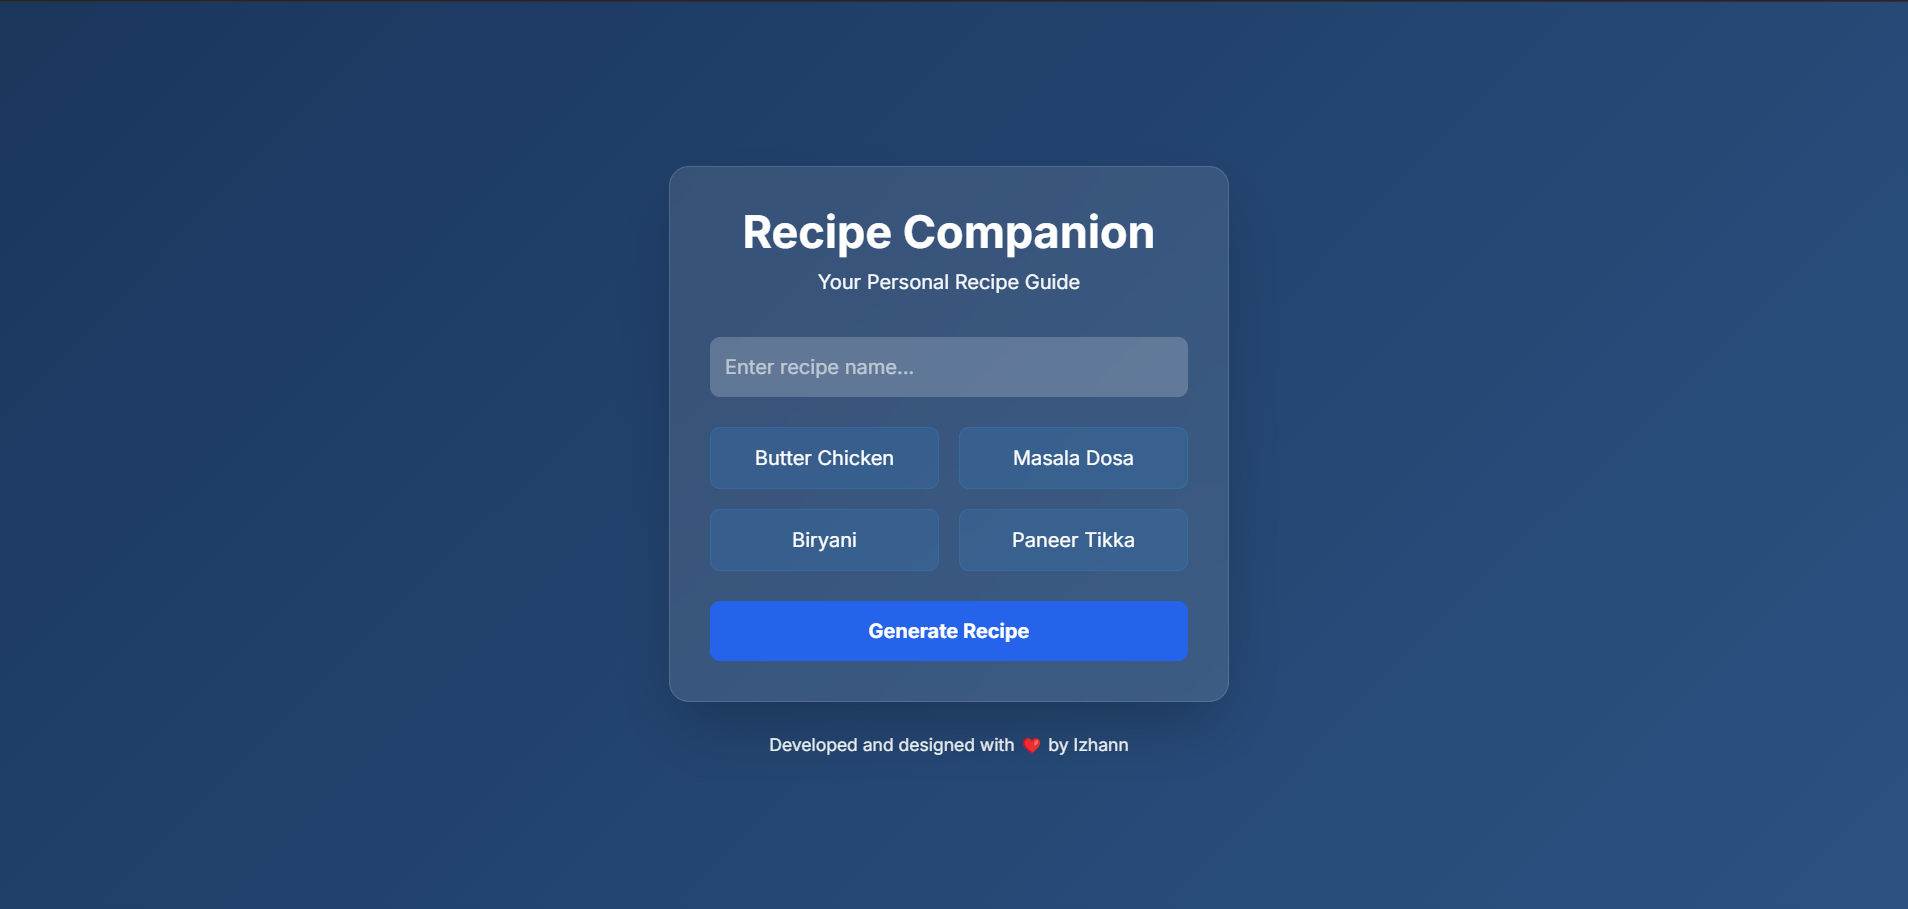 Recipe Companion
Your Personal Recipe Guide
Enter recipe name...
Butter Chicken
Masala Dosa
Biryani
Paneer Tikka
Generate Recipe
Developed and designed with ❤️ by Izhann